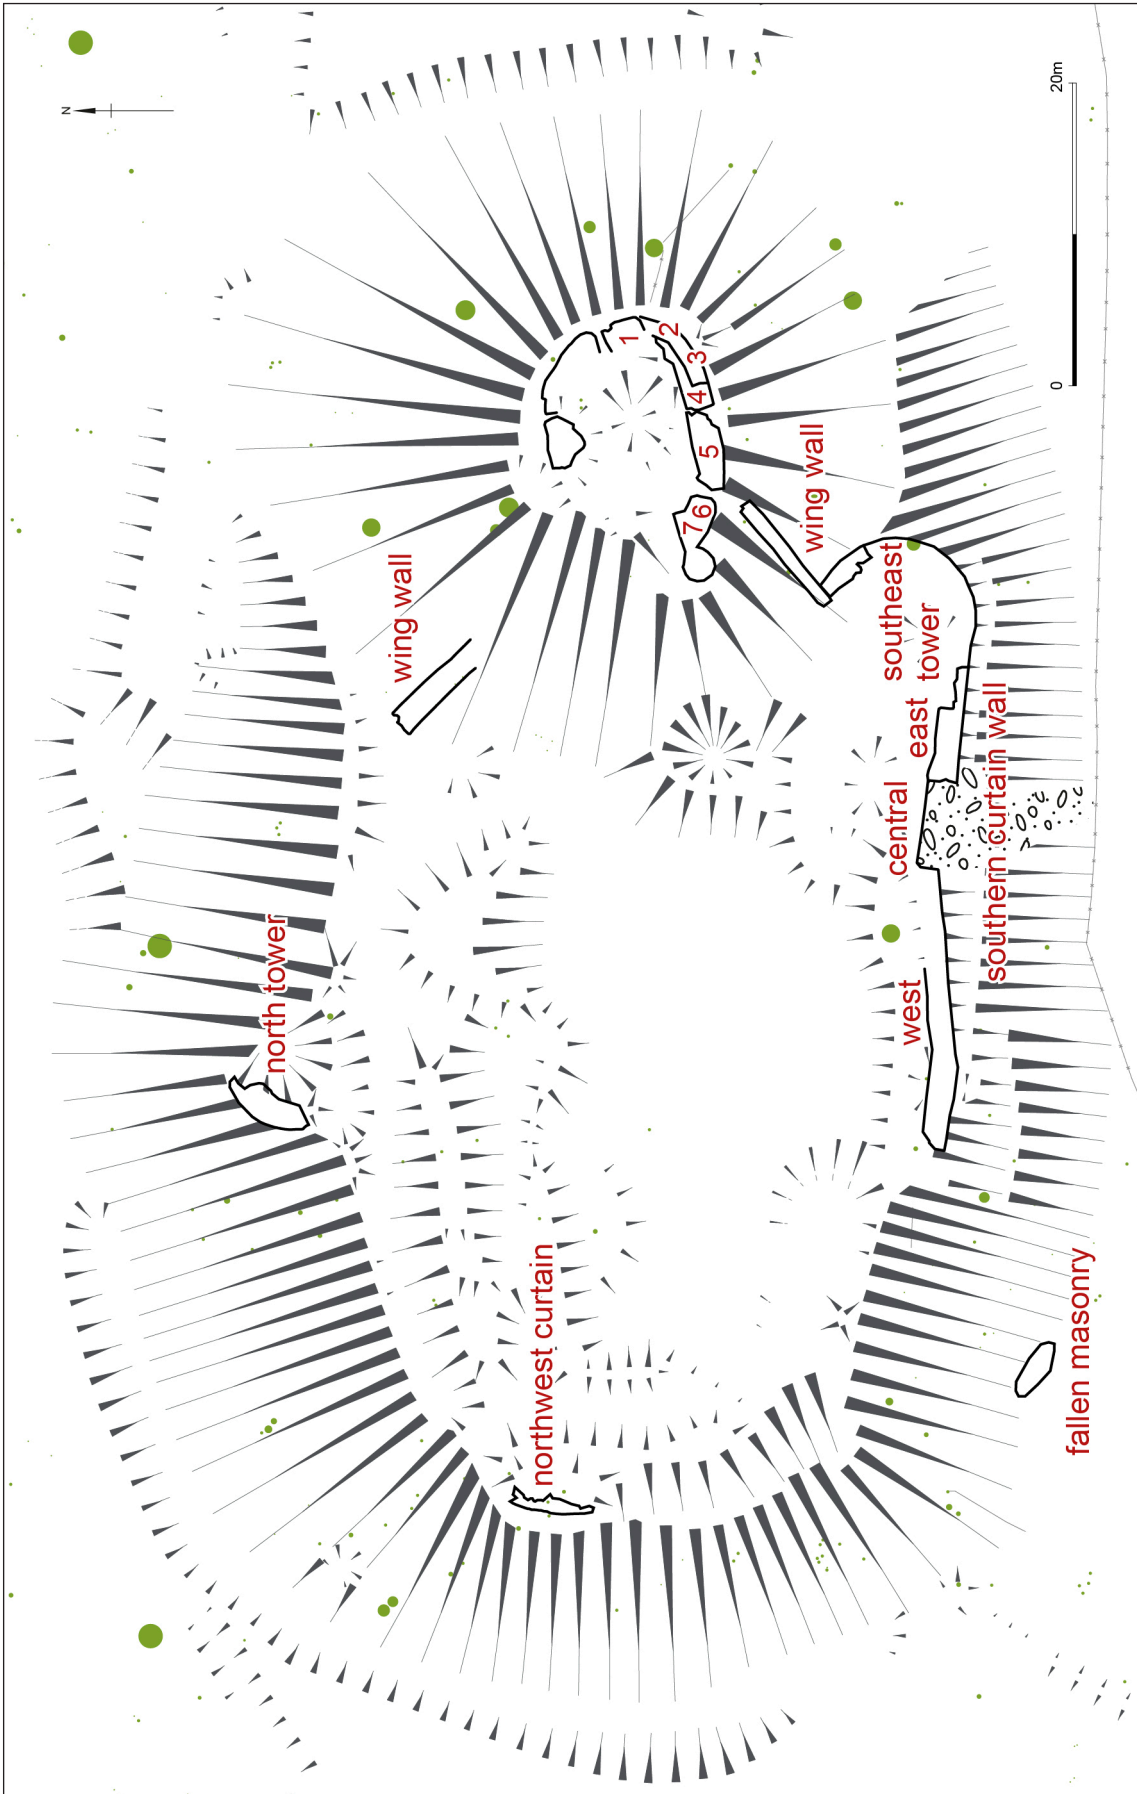 N
wing wall
north tower
northwest curtain
1
2
3
4
5
6
7
wing wall
southeast
tower
east
central
west
southern curtain wall
fallen masonry
0
20m